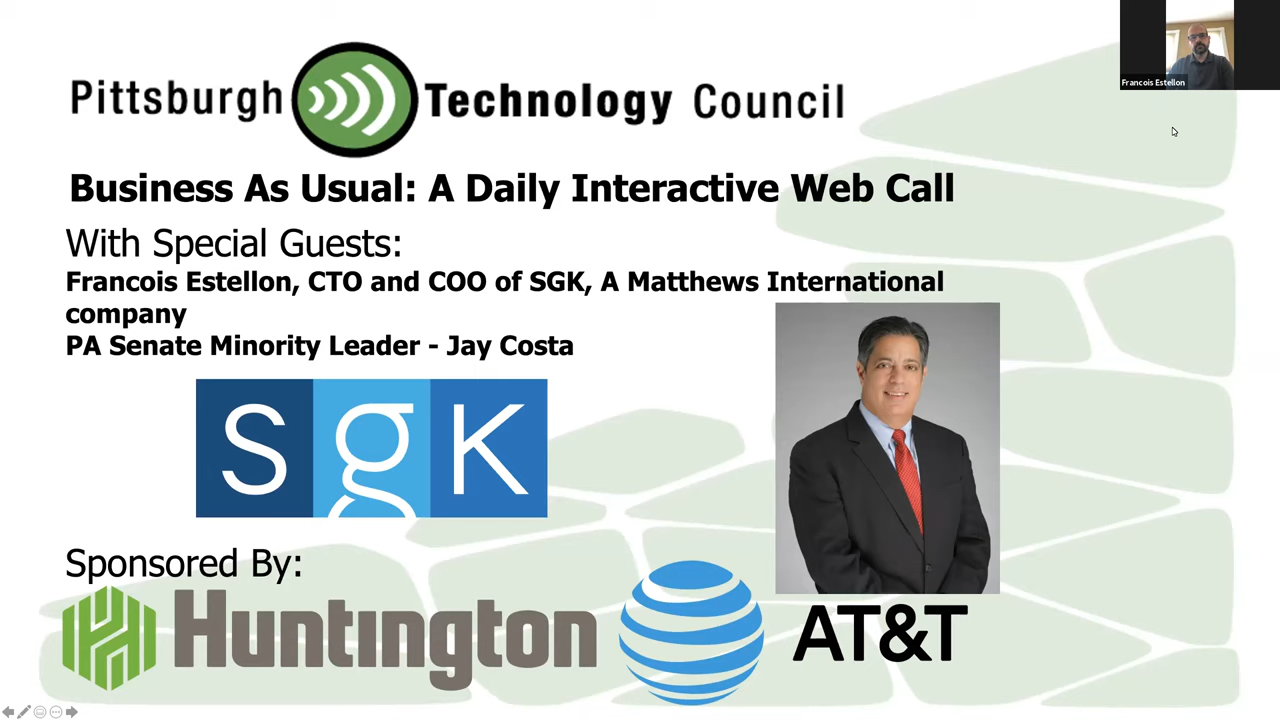 Pittsburgh Technology Council
Francois Estellon
Business As Usual: A Daily Interactive Web Call
With Special Guests:
Francois Estellon, CTO and COO of SGK, A Matthews International
company
PA Senate Minority Leader - Jay Costa
SgK
Sponsored By:
Huntington
AT&T